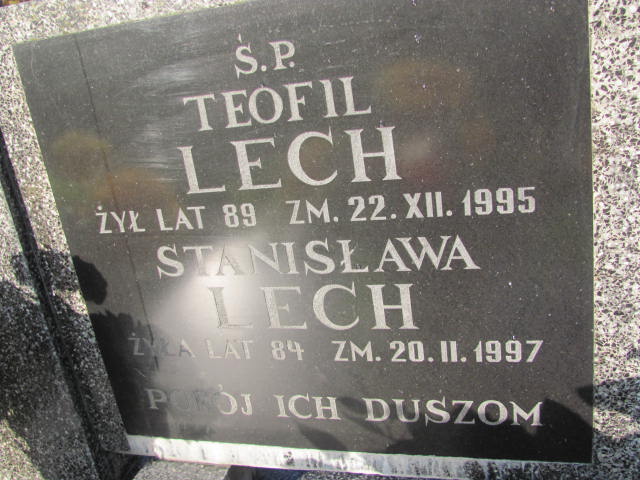 Ś.P.
TEOFIL
LECH
ŻYŁ LAT 89 ZM. 22.XII.1995
STANISŁAWA
LECH
ŻYŁA LAT 84 ZM. 20.II.1997
POKÓJ ICH DUSZOM